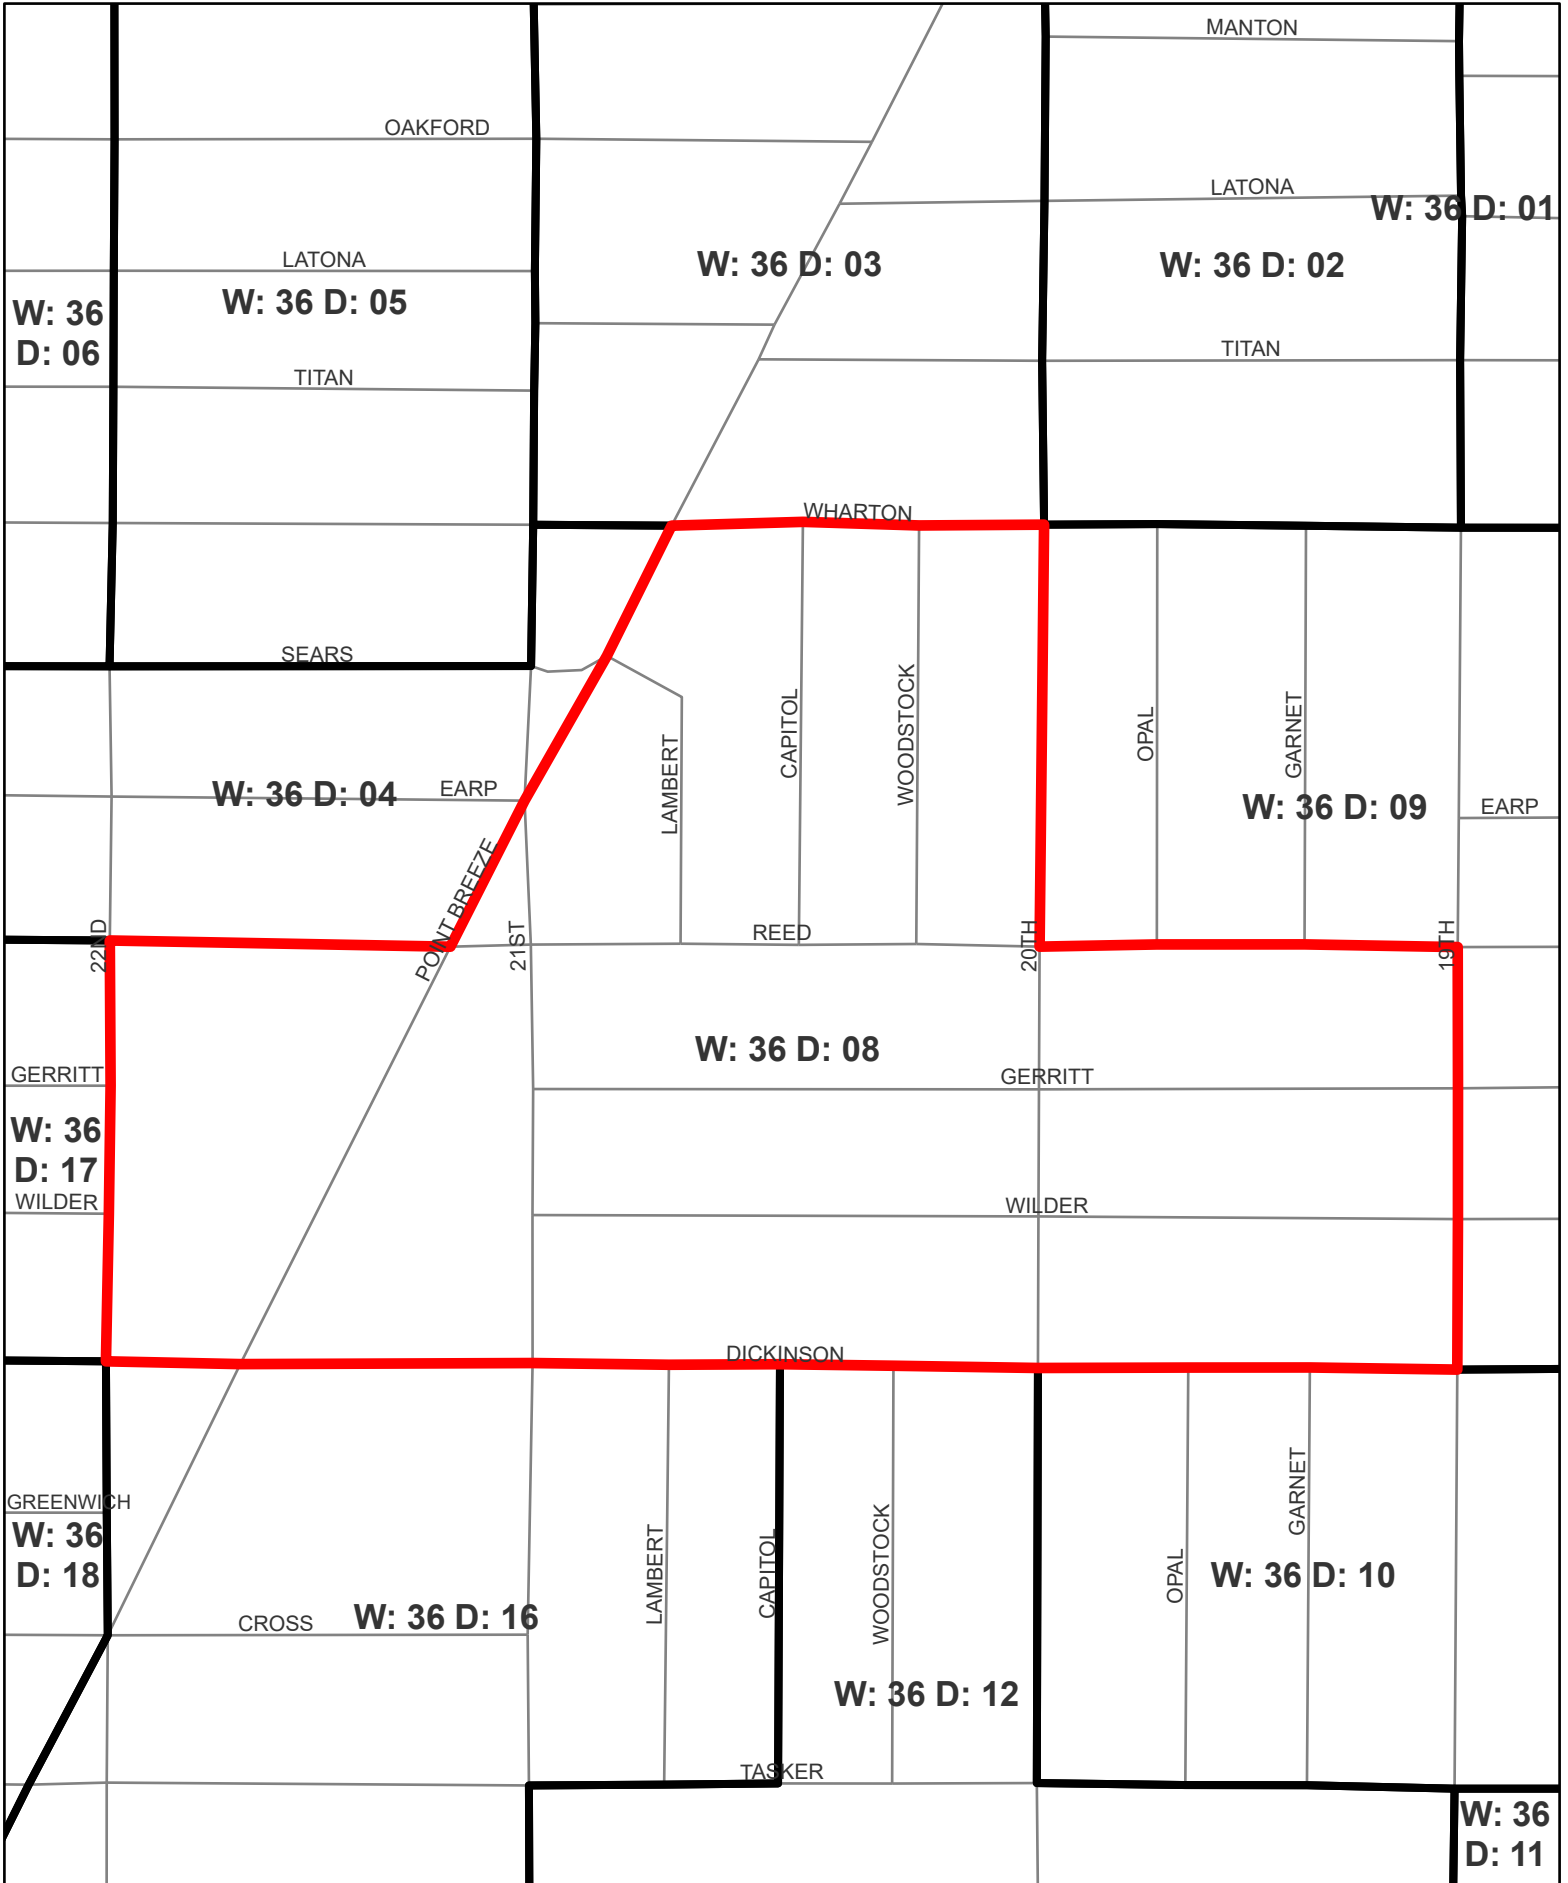 MANTON
OAKFORD
LATONA
W: 36 D: 01
LATONA
W: 36 D: 03
W: 36 D: 02
W: 36 D: 05
W: 36
D: 06
TITAN
TITAN
WHARTON
SEARS
CAPITOL
WOODSTOCK
OPAL
GARNET
LAMBERT
EARP
W: 36 D: 04
W: 36 D: 09
EARP
POINT BREEZE
22ND
21ST
REED
20TH
19TH
W: 36 D: 08
GERRITT
GERRITT
W: 36
D: 17
WILDER
WILDER
DICKINSON
GREENWICH
W: 36
D: 18
LAMBERT
CAPITOL
WOODSTOCK
OPAL
GARNET
W: 36 D: 10
CROSS
W: 36 D: 16
W: 36 D: 12
TASKER
W: 36
D: 11